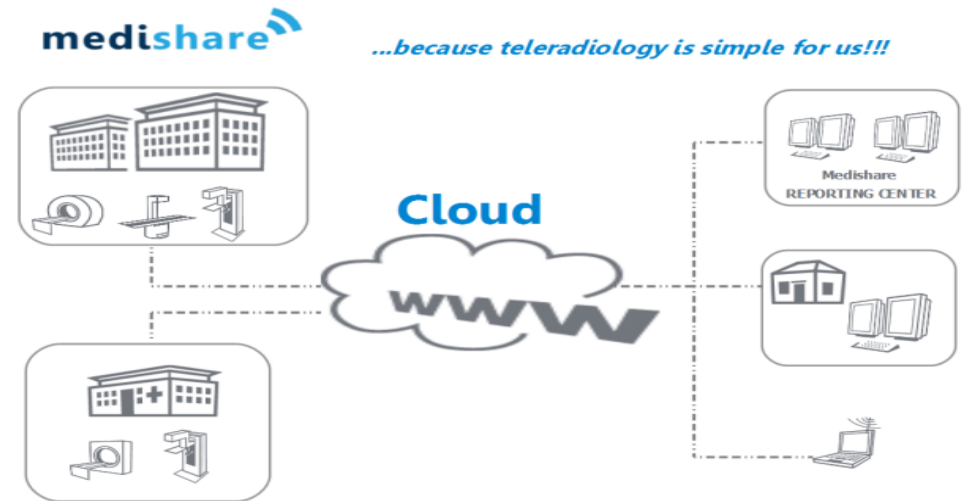 medishare
...because teleradiology is simple for us!!!
Medishare
REPORTING CENTER
Cloud
WWW